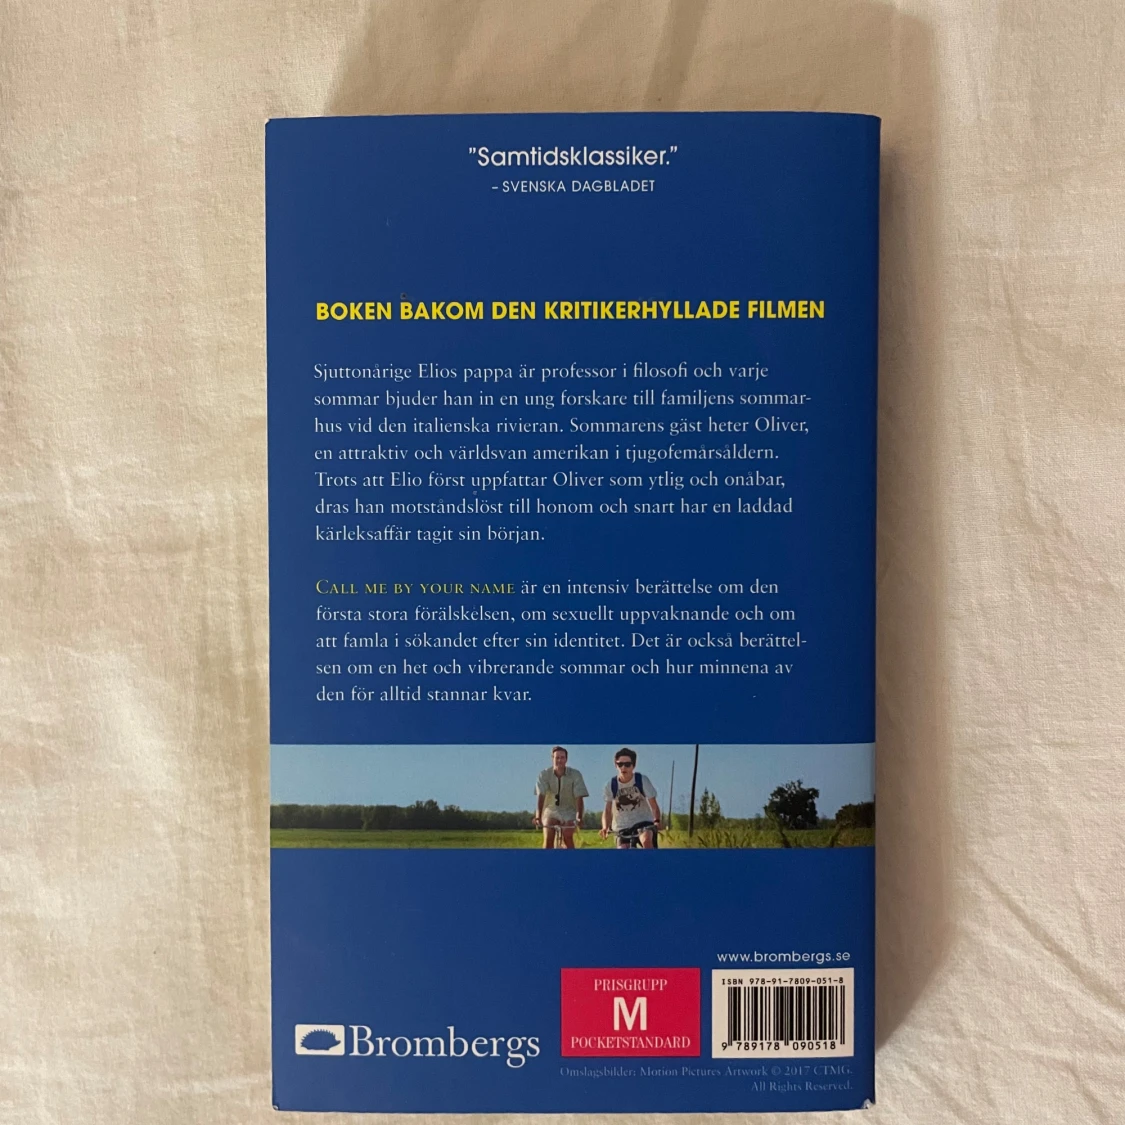 ”Samtidsklassiker.”
– SVENSKA DAGBLADET
BOKEN BAKOM DEN KRITIKERHYLLADE FILMEN
Sjuttonårige Elios pappa är professor i filosofi och varje
sommar bjuder han in en ung forskare till familjens sommar-
hus vid den italienska rivieran. Sommarens gäst heter Oliver,
en attraktiv och världsvan amerikan i tjugofemårsåldern.
Trots att Elio först uppfattar Oliver som ytlig och onåbar,
dras han motståndslöst till honom och snart har en laddad
kärleksaffär tagit sin början.
CALL ME BY YOUR NAME är en intensiv berättelse om den
första stora förälskelsen, om sexuellt uppvaknande och om
att famla i sökandet efter sin identitet. Det är också berättel-
sen om en het och vibrerande sommar och hur minnena av
den för alltid stannar kvar.
www.brombergs.se
PRISGRUPP
M
POCKETSTANDARD
ISBN 978-91-7809-051-8
9 789178 090518
Brombergs
Omslagsbilder: Motion Pictures Artwork © 2017 CTMG.
All Rights Reserved.